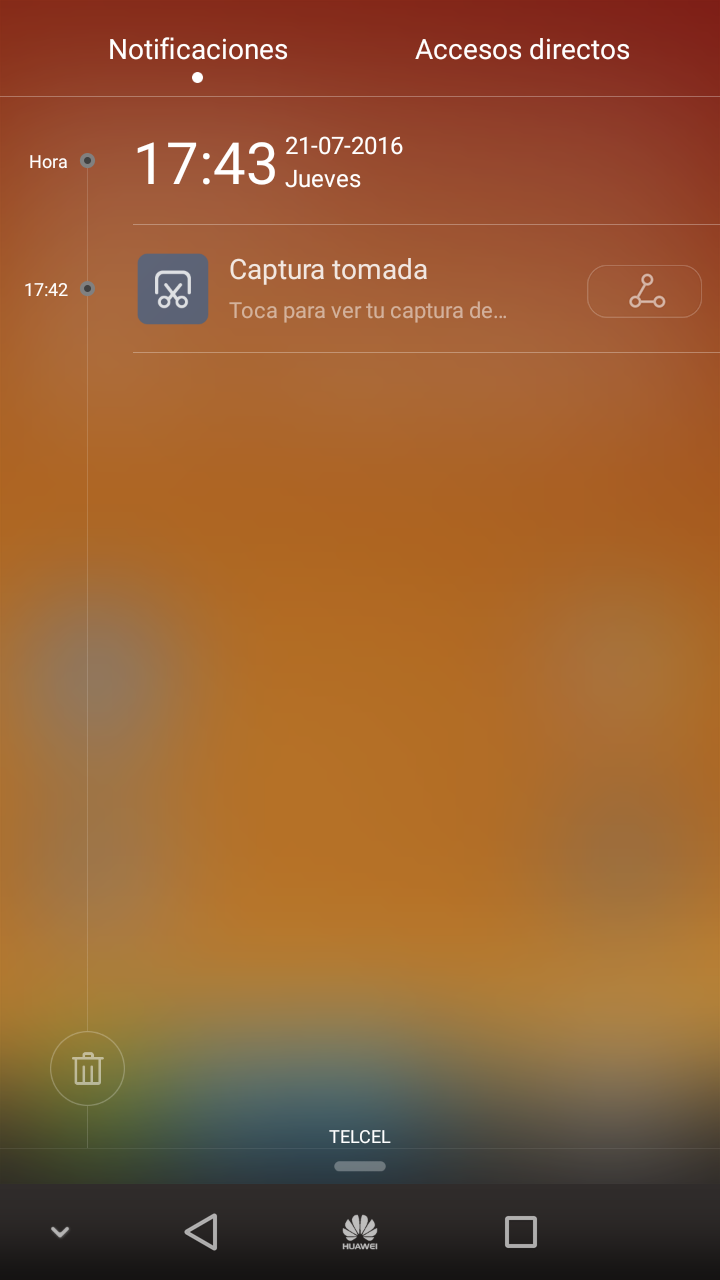 Notificaciones
Accesos directos
Hora
17:43
21-07-2016
Jueves
17:42
Captura tomada
Toca para ver tu captura de...
TELCEL
HUAWEI